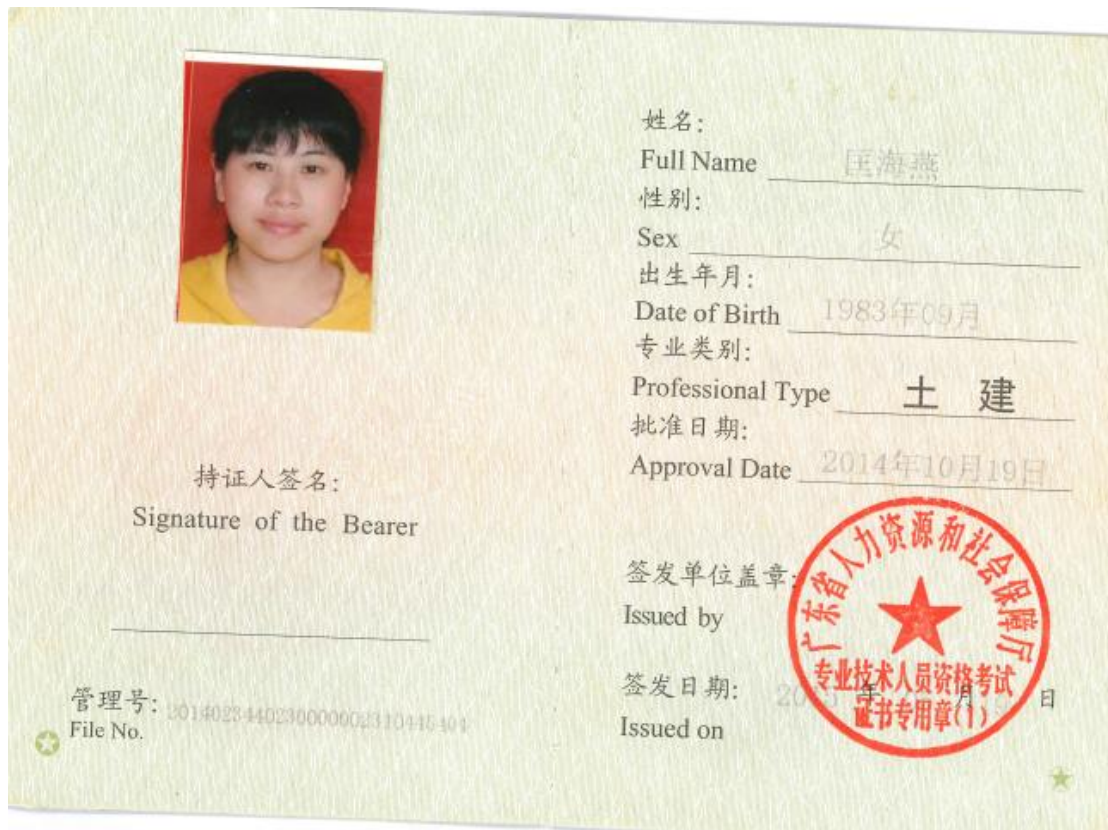 持证人签名:
Signature of the Bearer
管理号:
File No.
姓名:
Full Name 匡海燕
性别:
Sex 女
出生年月:
Date of Birth 1983年09月
专业类别:
Professional Type 土 建
批准日期:
Approval Date 2014年10月19日
签发单位盖章:
Issued by
签发日期: 年 月 日
Issued on
广东省人力资源和社会保障厅
专业技术人员资格考试
证书专用章(1)